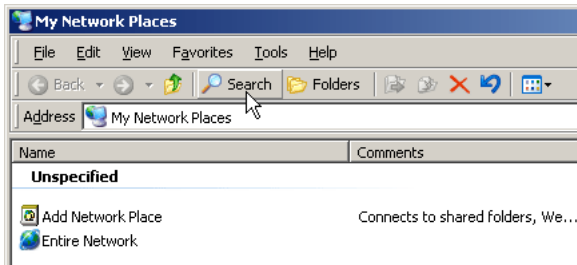 My Network Places
File Edit View Favorites Tools Help
Back Search Folders
Address My Network Places
Name Comments
Unspecified
Add Network Place Connects to shared folders, We...
Entire Network